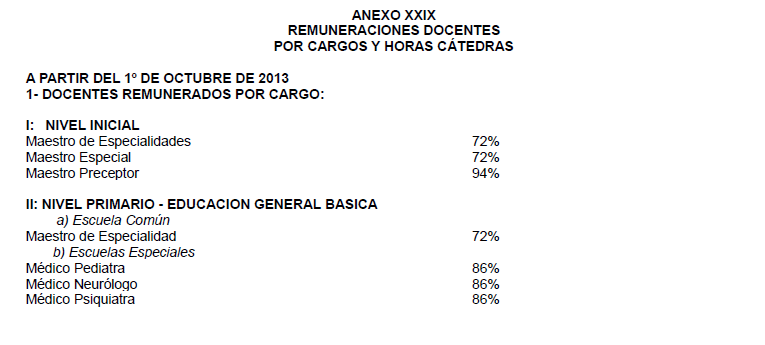 ANEXO XXIX
REMUNERACIONES DOCENTES
POR CARGOS Y HORAS CÁTEDRAS
A PARTIR DEL 1º DE OCTUBRE DE 2013
1- DOCENTES REMUNERADOS POR CARGO:
I: NIVEL INICIAL
Maestro de Especialidades 72%
Maestro Especial 72%
Maestro Preceptor 94%
II: NIVEL PRIMARIO - EDUCACION GENERAL BASICA
a) Escuela Común
Maestro de Especialidad 72%
b) Escuelas Especiales
Médico Pediatra 86%
Médico Neurólogo 86%
Médico Psiquiatra 86%